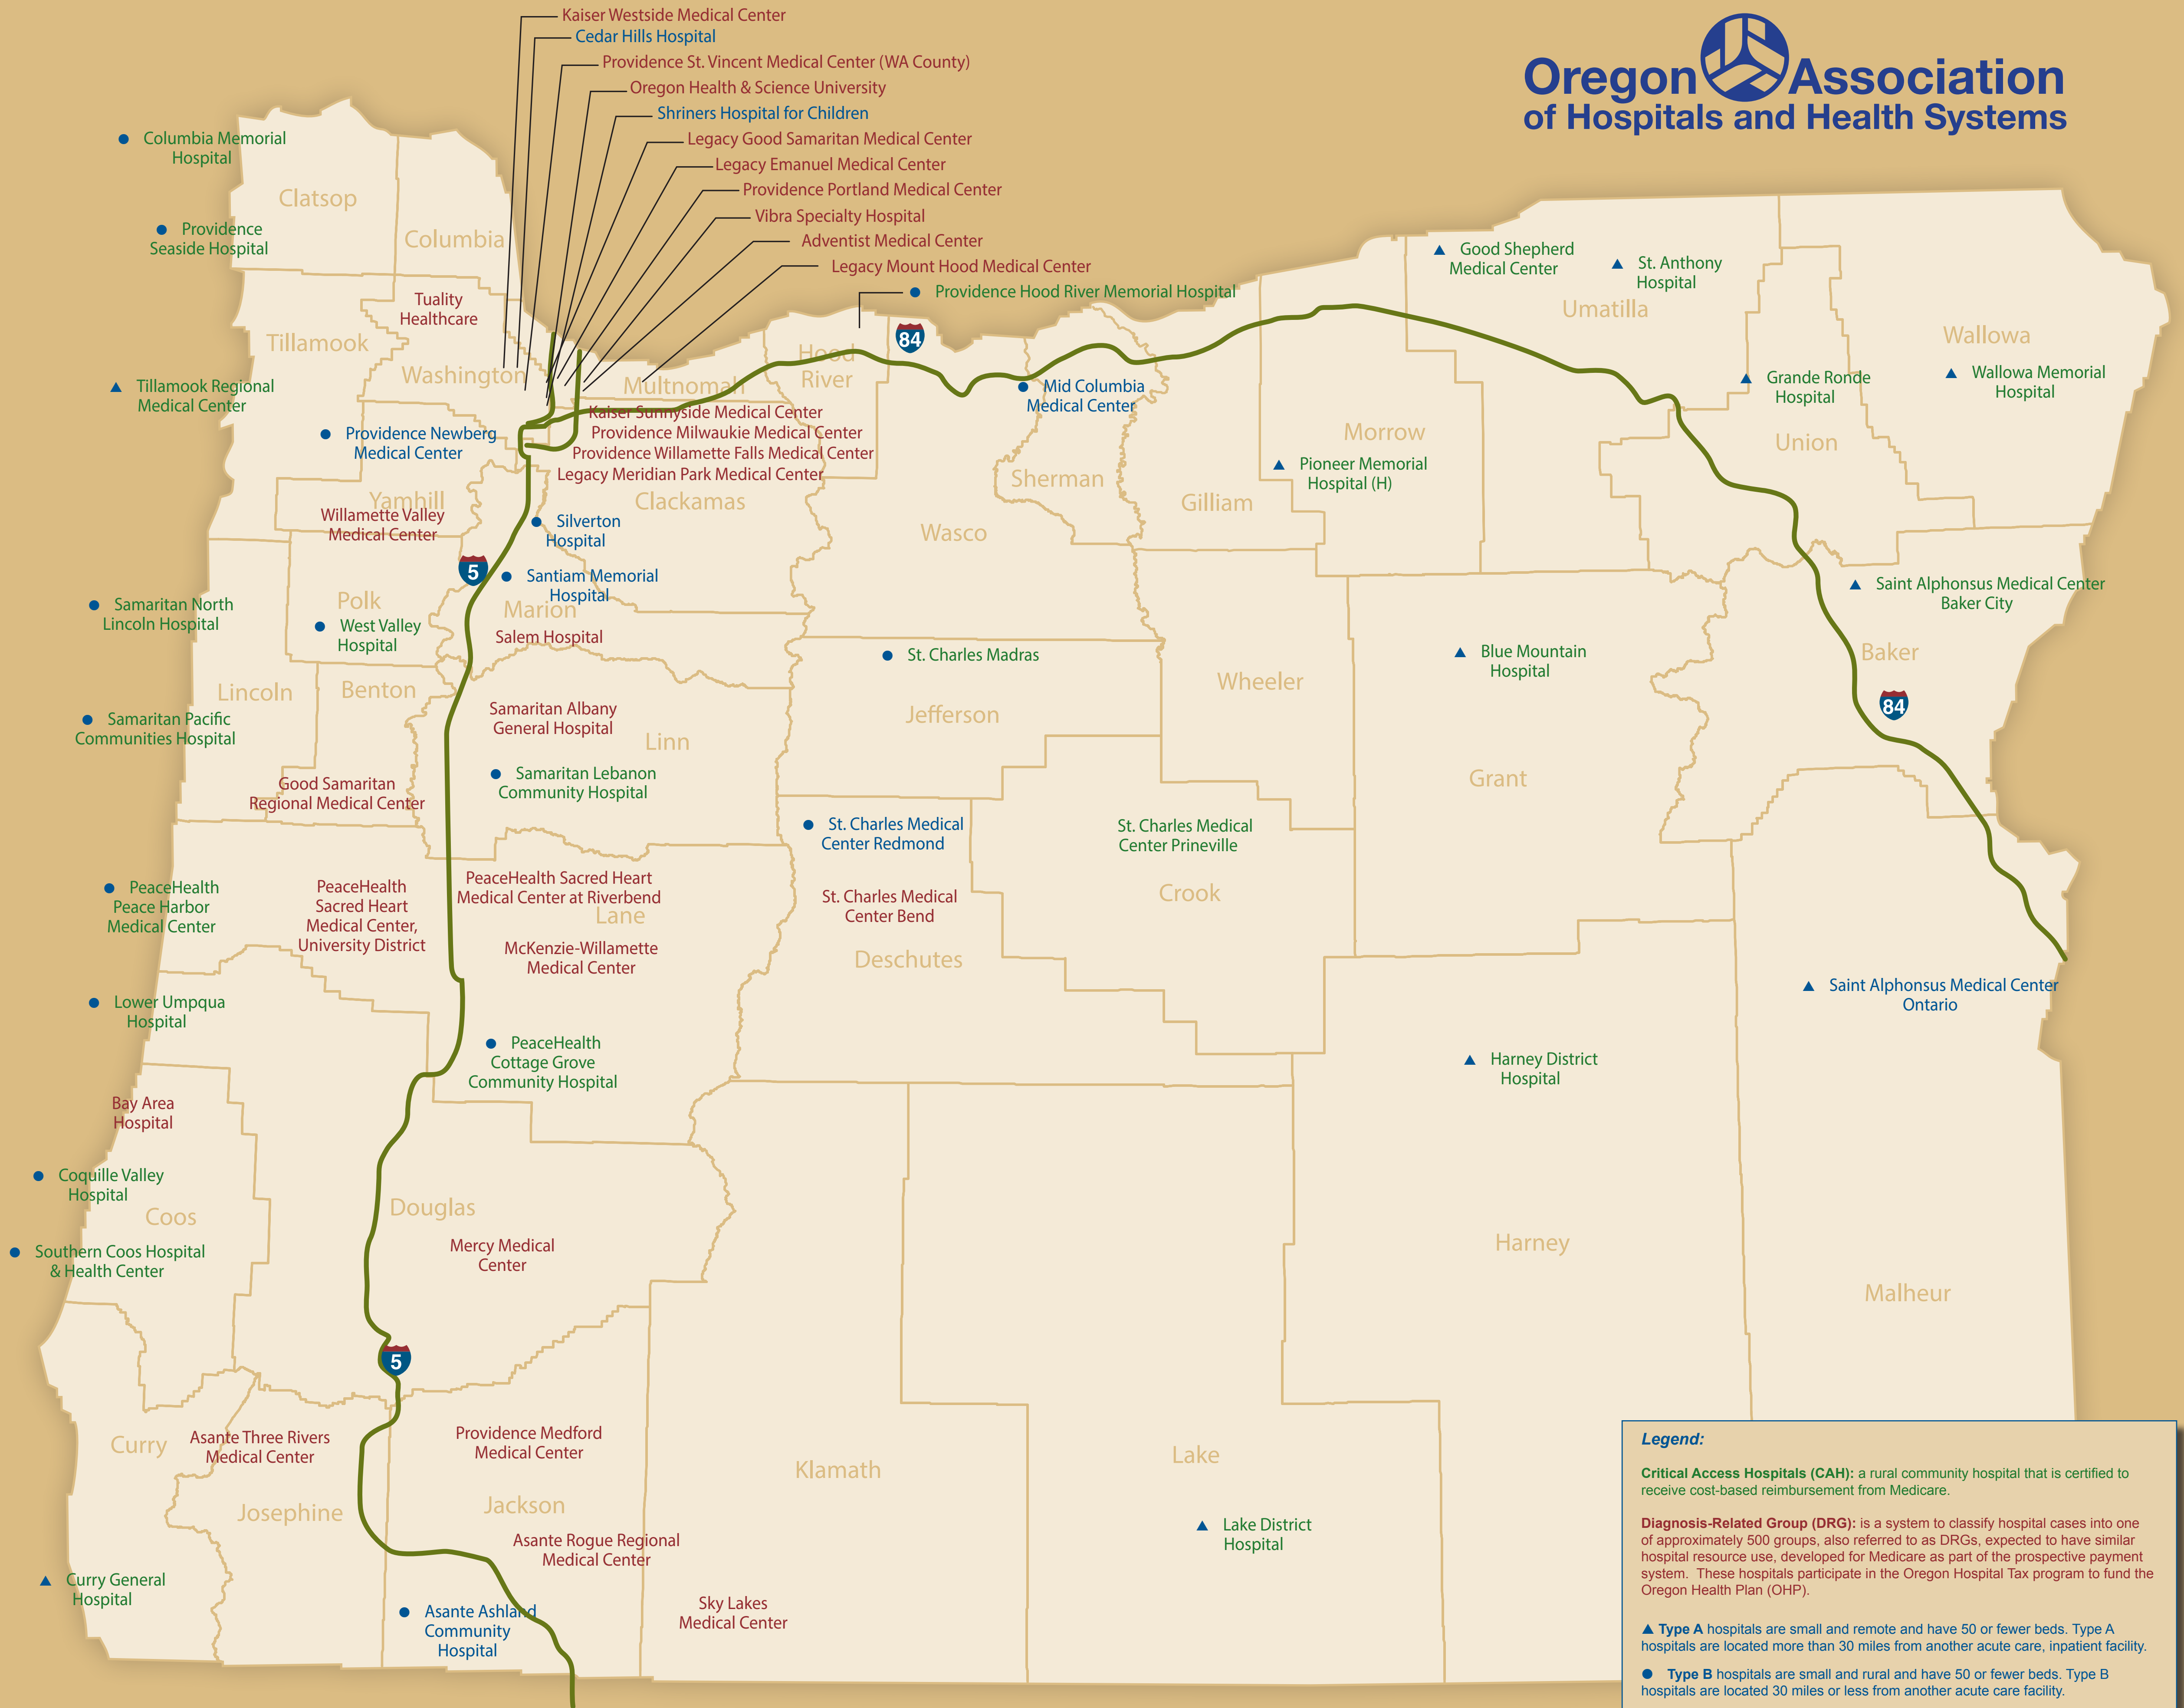 Oregon Association
of Hospitals and Health Systems
Kaiser Westside Medical Center
Cedar Hills Hospital
Providence St. Vincent Medical Center (WA County)
Oregon Health & Science University
Shriners Hospital for Children
Legacy Good Samaritan Medical Center
Legacy Emanuel Medical Center
Providence Portland Medical Center
Vibra Specialty Hospital
Adventist Medical Center
Legacy Mount Hood Medical Center
Providence Hood River Memorial Hospital
Columbia Memorial
Hospital
Clatsop
Providence
Seaside Hospital
Columbia
Tuality
Healthcare
Tillamook
Washington
Multnomah
Hood
River
84
Tillamook Regional
Medical Center
Providence Newberg
Medical Center
Kaiser Sunnyside Medical Center
Providence Milwaukie Medical Center
Providence Willamette Falls Medical Center
Legacy Meridian Park Medical Center
Clackamas
Yamhill
Willamette Valley
Medical Center
Silverton
Hospital
5
Santiam Memorial
Hospital
Marion
Salem Hospital
Polk
West Valley
Hospital
Samaritan North
Lincoln Hospital
Lincoln
Benton
Samaritan Pacific
Communities Hospital
Good Samaritan
Regional Medical Center
Samaritan Albany
General Hospital
Linn
Samaritan Lebanon
Community Hospital
Mid Columbia
Medical Center
Sherman
Wasco
Gilliam
Morrow
Pioneer Memorial
Hospital (H)
Good Shepherd
Medical Center
St. Anthony
Hospital
Umatilla
Wallowa
Wallowa Memorial
Hospital
Grande Ronde
Hospital
Union
Saint Alphonsus Medical Center
Baker City
Baker
84
Blue Mountain
Hospital
Grant
Wheeler
St. Charles Madras
Jefferson
St. Charles Medical
Center Redmond
St. Charles Medical
Center Prineville
Crook
St. Charles Medical
Center Bend
Deschutes
PeaceHealth
Peace Harbor
Medical Center
PeaceHealth
Sacred Heart
Medical Center,
University District
PeaceHealth Sacred Heart
Medical Center at Riverbend
Lane
McKenzie-Willamette
Medical Center
Lower Umpqua
Hospital
PeaceHealth
Cottage Grove
Community Hospital
Saint Alphonsus Medical Center
Ontario
Harney District
Hospital
Bay Area
Hospital
Coquille Valley
Hospital
Coos
Southern Coos Hospital
& Health Center
Douglas
Mercy Medical
Center
Harney
Malheur
5
Curry
Asante Three Rivers
Medical Center
Josephine
Providence Medford
Medical Center
Jackson
Asante Rogue Regional
Medical Center
Klamath
Lake
Lake District
Hospital
Curry General
Hospital
Asante Ashland
Community
Hospital
Sky Lakes
Medical Center
Legend:
Critical Access Hospitals (CAH): a rural community hospital that is certified to
receive cost-based reimbursement from Medicare.
Diagnosis-Related Group (DRG): is a system to classify hospital cases into one
of approximately 500 groups, also referred to as DRGs, expected to have similar
hospital resource use, developed for Medicare as part of the prospective payment
system. These hospitals participate in the Oregon Hospital Tax program to fund the
Oregon Health Plan (OHP).
Type A hospitals are small and remote and have 50 or fewer beds. Type A
hospitals are located more than 30 miles from another acute care, inpatient facility.
Type B hospitals are small and rural and have 50 or fewer beds. Type B
hospitals are located 30 miles or less from another acute care facility.